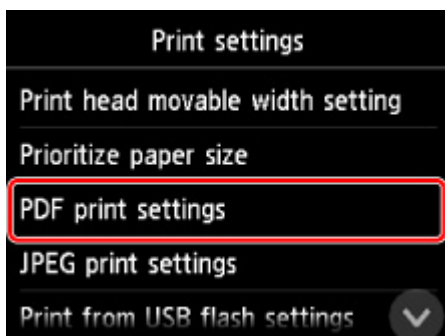 Print settings
Print head movable width setting
Prioritize paper size
PDF print settings
JPEG print settings
Print from USB flash settings